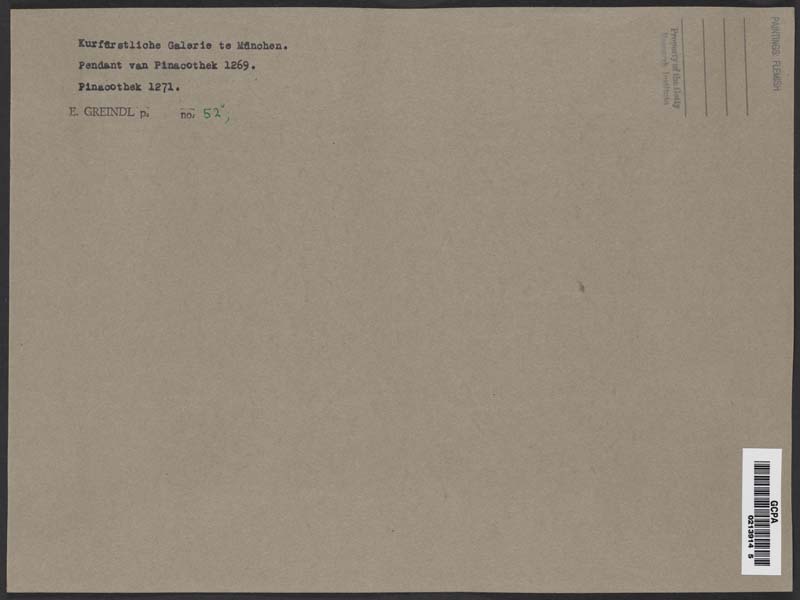 Kurfürstliche Galerie te München.
Pendant van Pinacothek 1269.
Pinacothek 1271.
E. GREINDL p. no. 52,
Property of the Getty
Research Institute
PAINTINGS: FLEMISH
GCPA
0213914 5